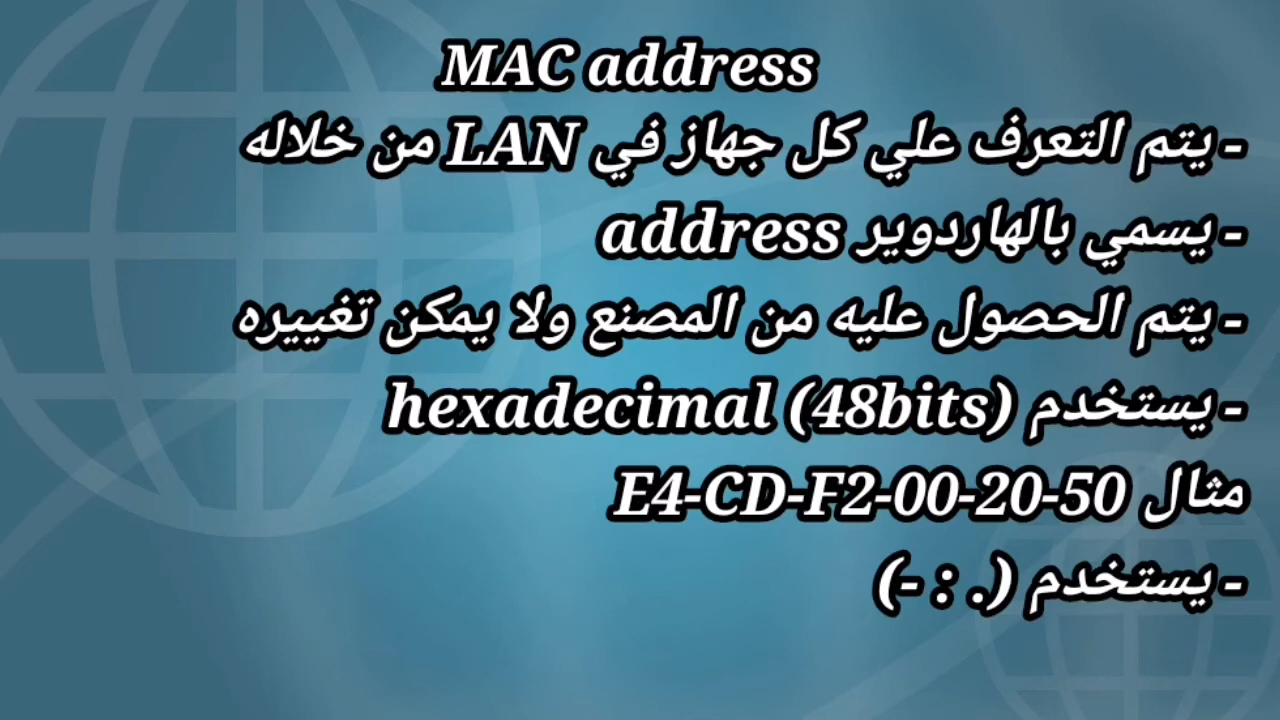 MAC address
- يتم التعرف علي كل جهاز في LAN من خلاله
- يسمي بالهاردوير address
- يتم الحصول عليه من المصنع ولا يمكن تغييره
- يستخدم hexadecimal (48bits)
مثال E4-CD-F2-00-20-50
- يستخدم (. : -)